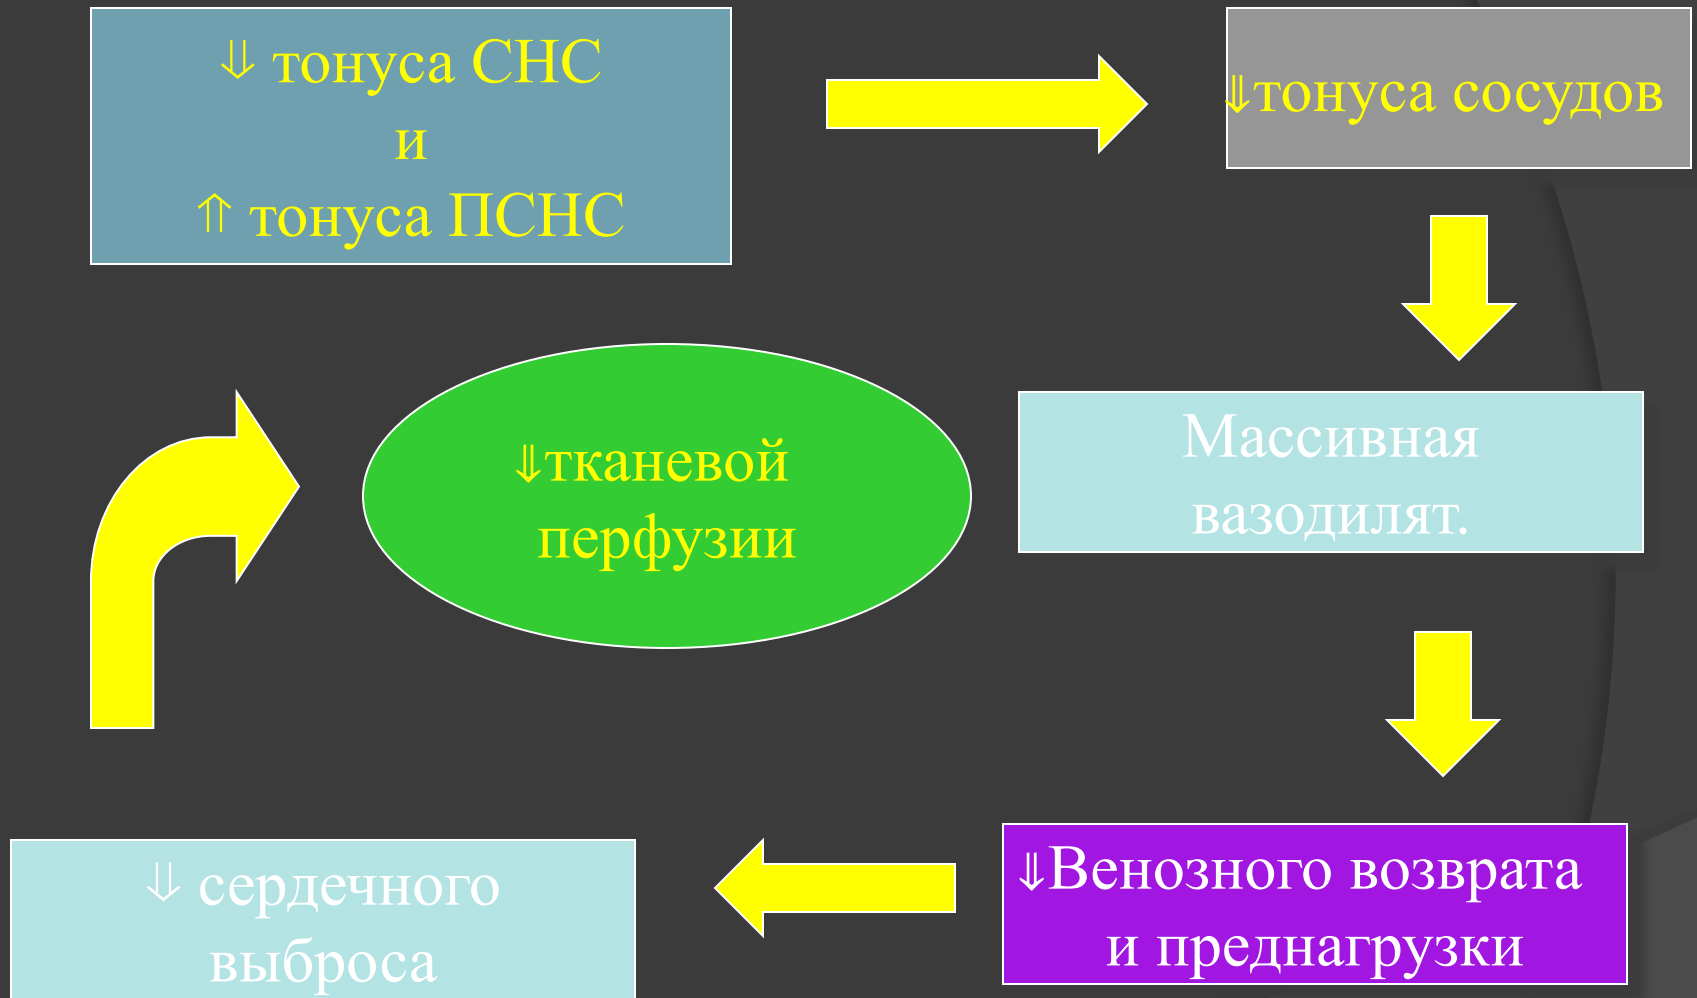 ⇓ тонуса СНС
и
⇑ тонуса ПСНС
⇓тонуса сосудов
Массивная
вазодилят.
⇓Венозного возврата
и преднагрузки
⇓ сердечного
выброса
⇓тканевой
перфузии